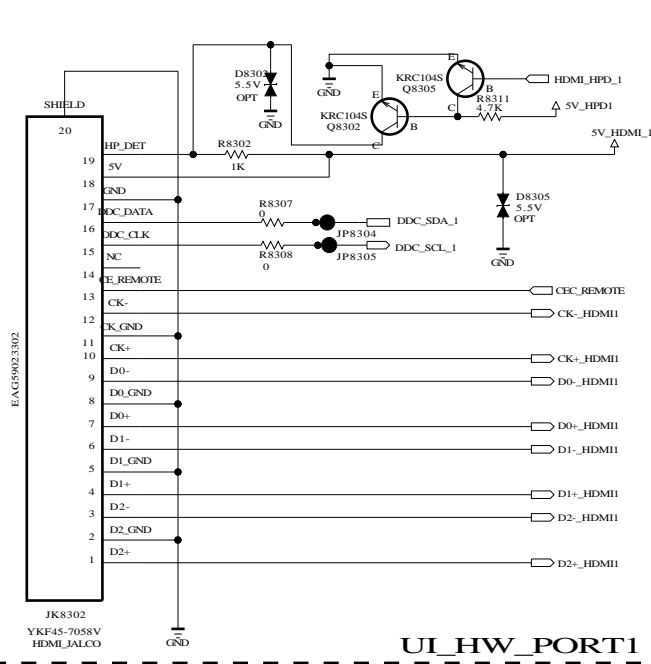 E
D8302
5.5V
OPT
GND
GND
KRC104S
Q8305
B
C
HDMI_HPD_1
R8311
4.7K
5V_HPD1
E
KRC104S
Q8302
B
C
SHIELD
20
5V_HDMI_1
HP_DET
R8302
1K
19
5V
18
GND
17
DDC_DATA
R8307
0
JP8304
DDC_SDA_1
16
DDC_CLK
R8308
0
JP8305
DDC_SCL_1
D8305
5.5V
OPT
GND
15
NC
14
CE_REMOTE
CEC_REMOTE
13
CK-
CK-_HDMI1
12
CK_GND
11
CK+
CK+_HDMI1
10
D0-
D0-_HDMI1
9
D0_GND
8
D0+
D0+_HDMI1
7
D1-
D1-_HDMI1
6
D1_GND
5
D1+
D1+_HDMI1
4
D2-
D2-_HDMI1
3
D2_GND
2
D2+
D2+_HDMI1
1
EAG59023302
JK8302
YKF45-7058V
HDMI_JALCO
GND
UI_HW_PORT1